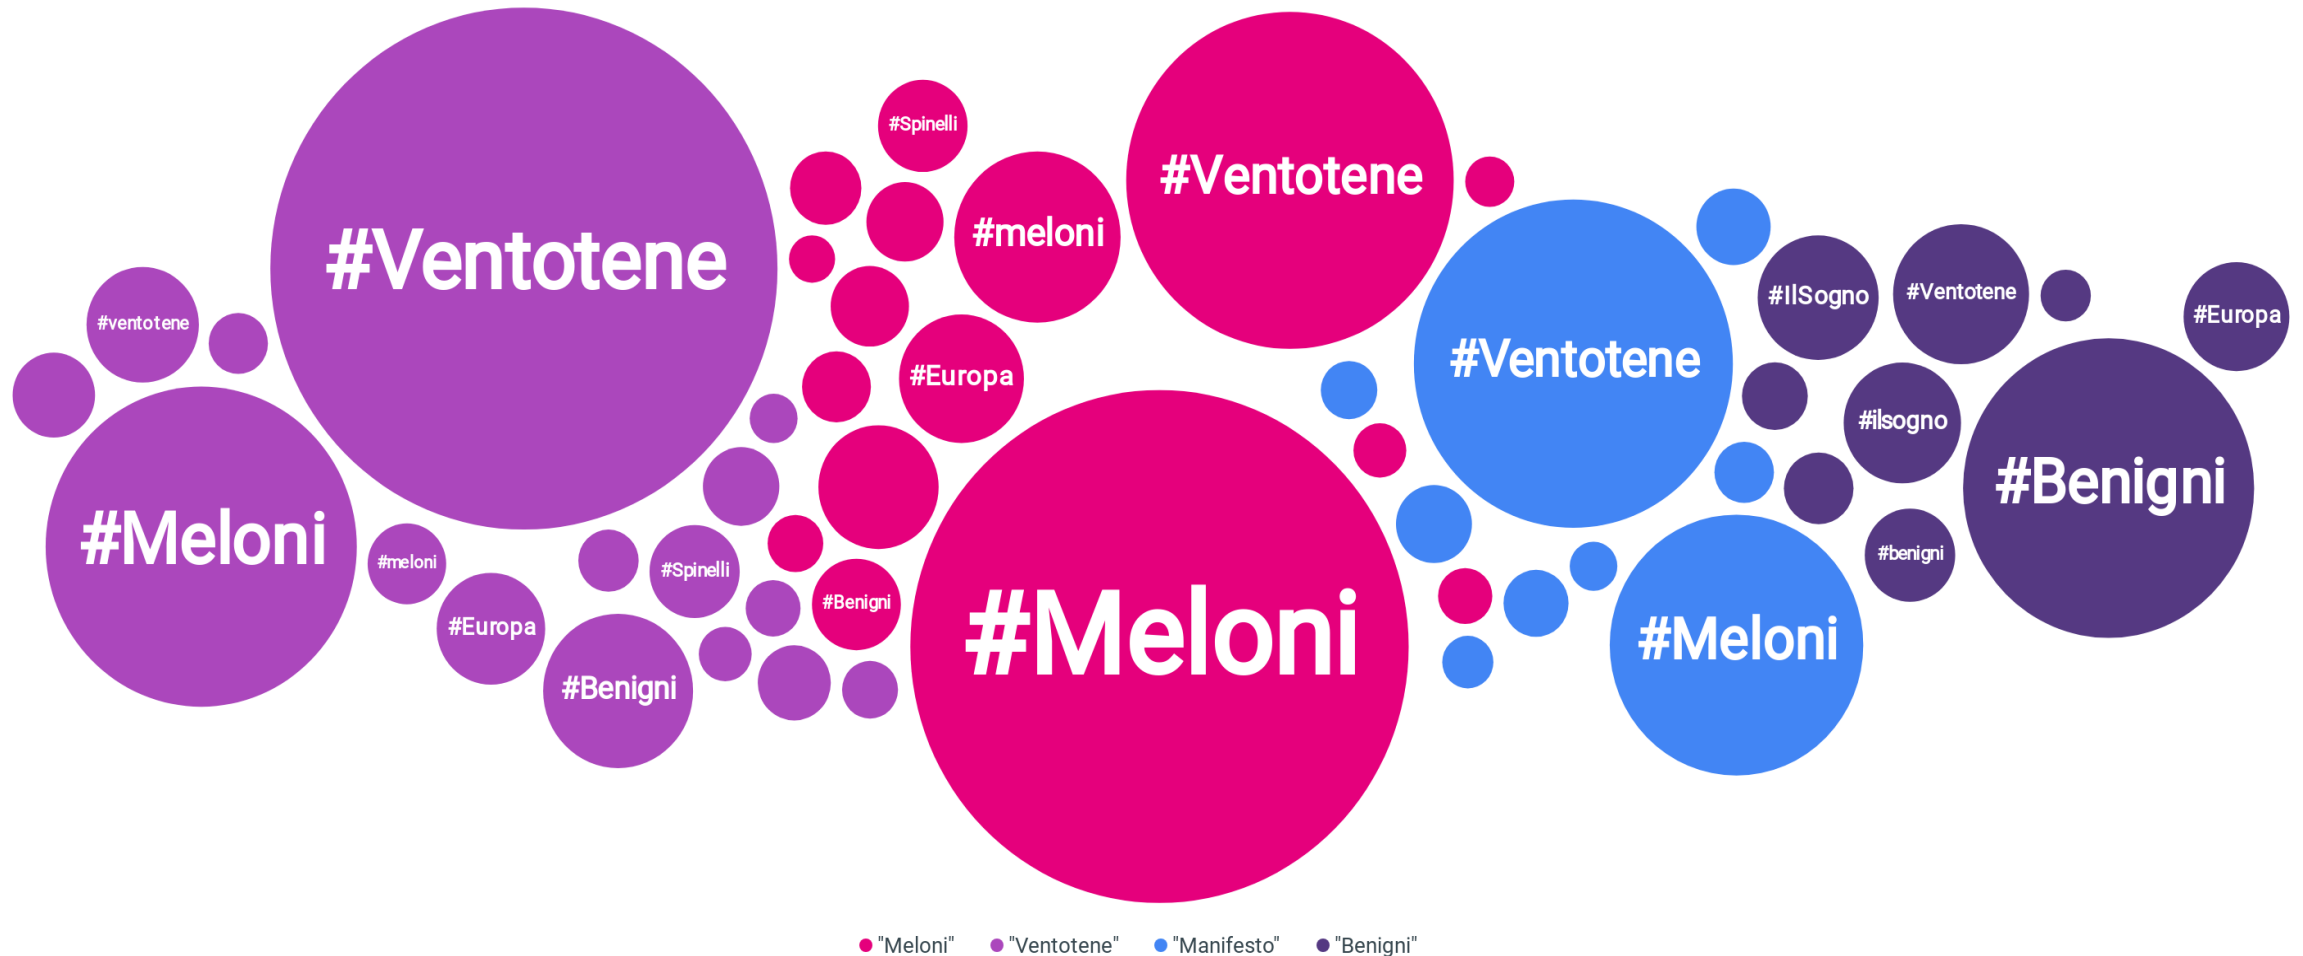 #Spinelli
#Ventotene
#meloni
#Ventotene
#ventotene
#Ventotene
#IlSogno
#Ventotene
#Europa
#Europa
#ilsogno
#Benigni
#Meloni
#meloni
#Spinelli
#benigni
#Europa
#Benigni
#Meloni
#Meloni
#Benigni
"Meloni" "Ventotene" "Manifesto" "Benigni"